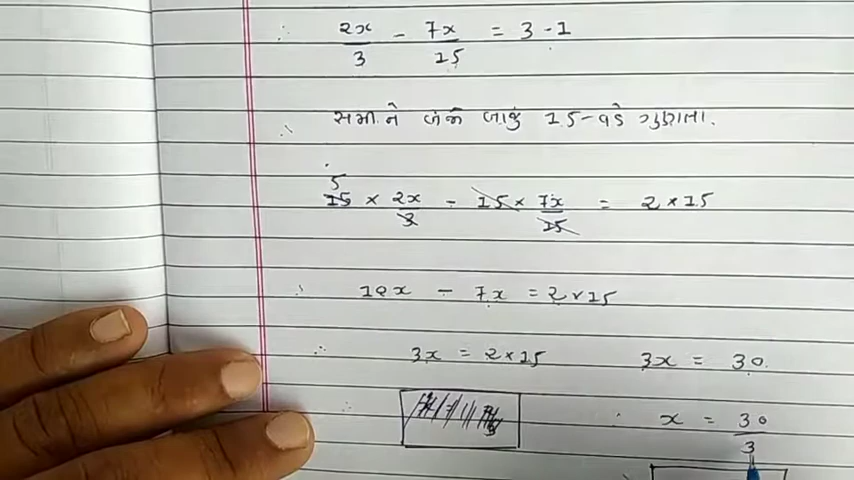 ∴ 2x/3 - 7x/15 = 3 - 1
∴ સમી.ને બંને બાજુ 15-વડે ગુણતા.
5
15 × 2x/3 - 15 × 7x/15 = 2 × 15
∴ 10x - 7x = 2 × 15
∴ 3x = 2 × 15 3x = 30
∴ x = 30/3